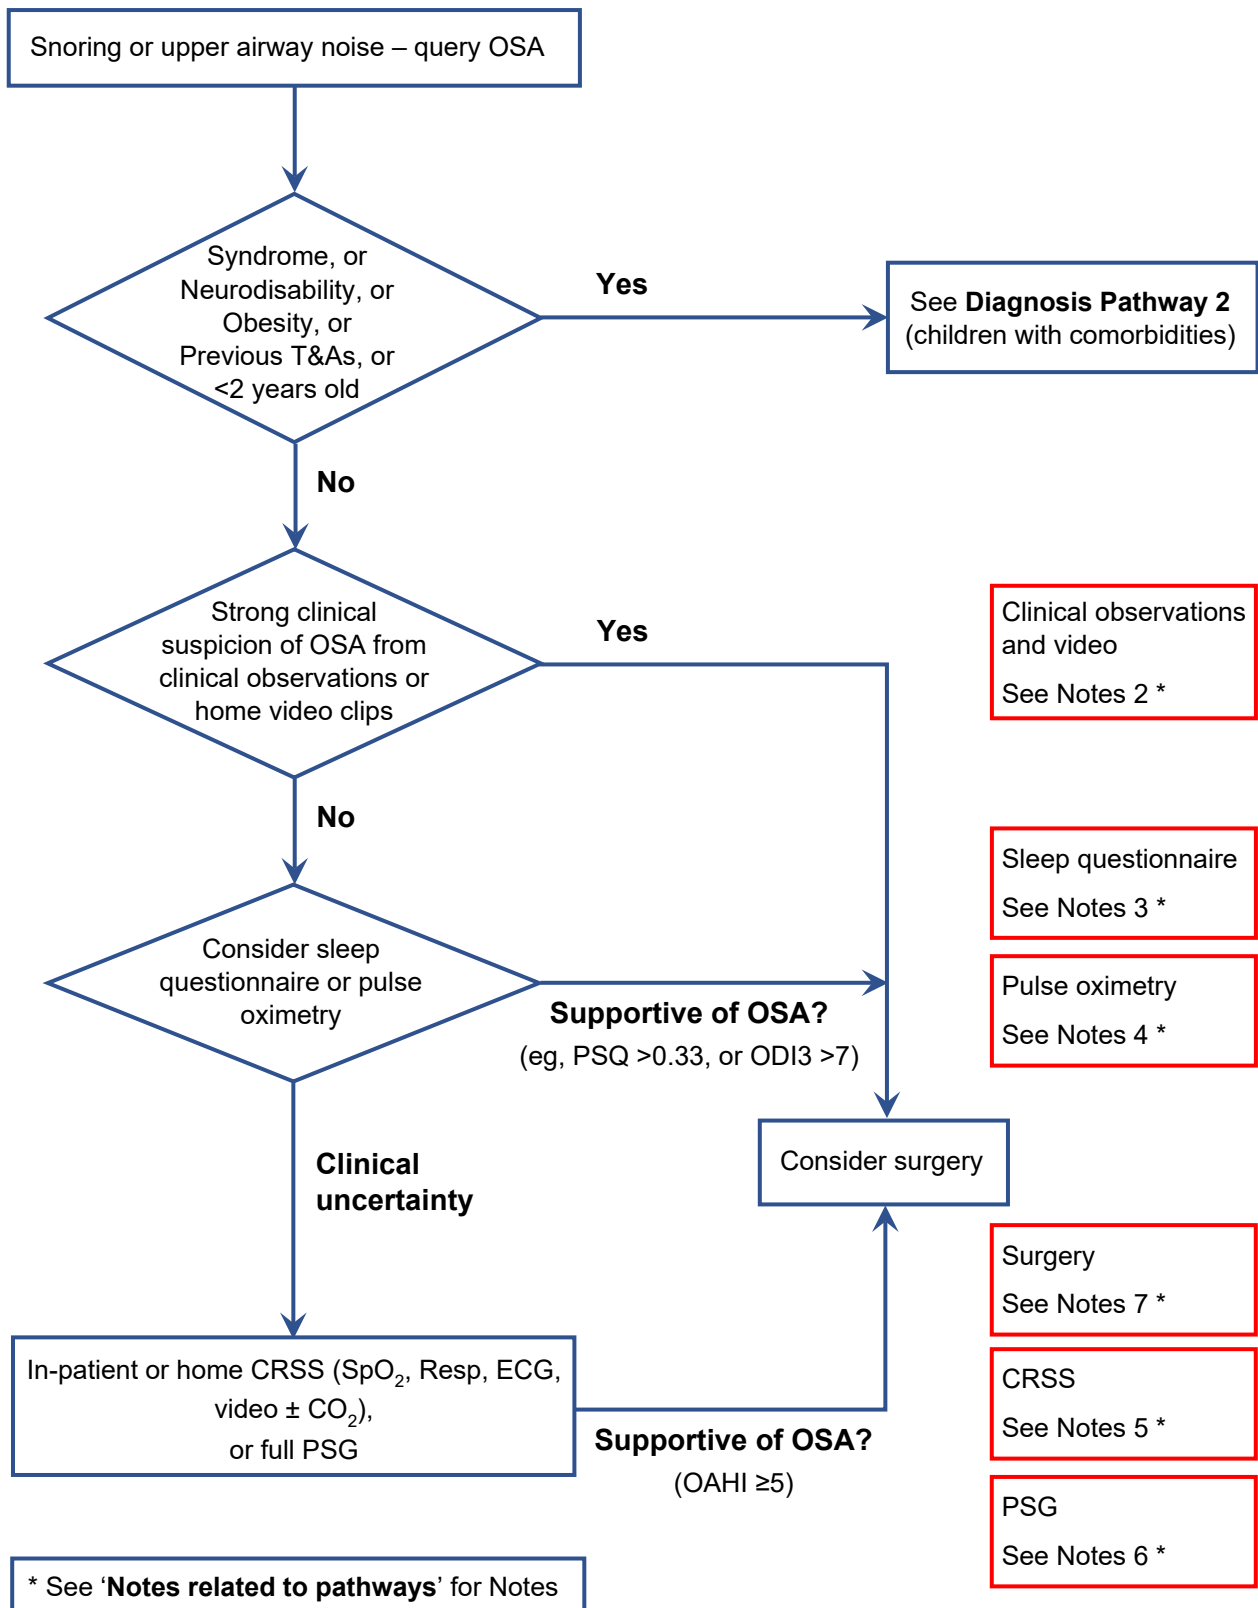 Snoring or upper airway noise – query OSA
Syndrome, or
Neurodisability, or
Obesity, or
Previous T&As, or
<2 years old
Yes
See Diagnosis Pathway 2
(children with comorbidities)
No
Strong clinical
suspicion of OSA from
clinical observations or
home video clips
Yes
Clinical observations
and video
See Notes 2 *
No
Sleep questionnaire
See Notes 3 *
Consider sleep
questionnaire or pulse
oximetry
Supportive of OSA?
(eg, PSQ >0.33, or ODI3 >7)
Pulse oximetry
See Notes 4 *
Clinical
uncertainty
Consider surgery
Surgery
See Notes 7 *
In-patient or home CRSS (SpO₂, Resp, ECG,
video ± CO₂),
or full PSG
Supportive of OSA?
(OAHI ≥5)
CRSS
See Notes 5 *
PSG
See Notes 6 *
* See ‘Notes related to pathways’ for Notes